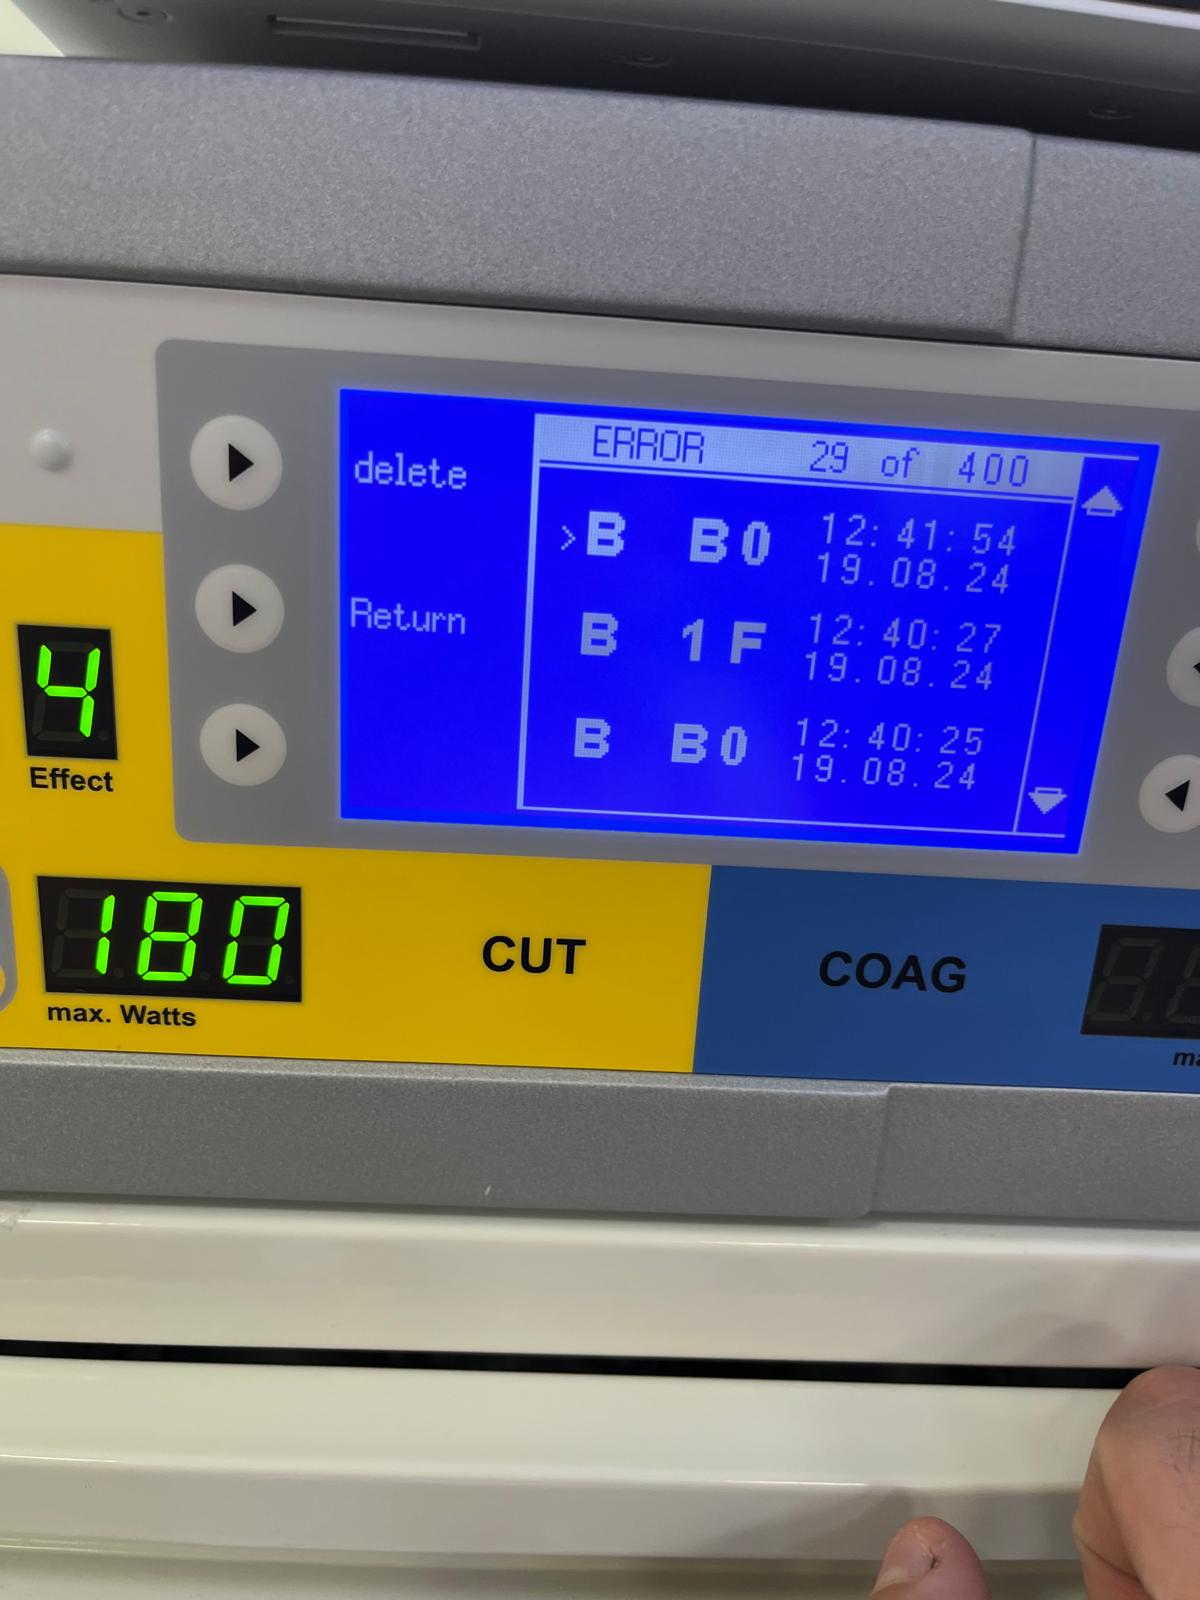 delete
Return
ERROR 29 of 400
>B B0 12:41:54
19.08.24
B 1F 12:40:27
19.08.24
B B0 12:40:25
19.08.24
4
Effect
180
max. Watts
CUT
COAG